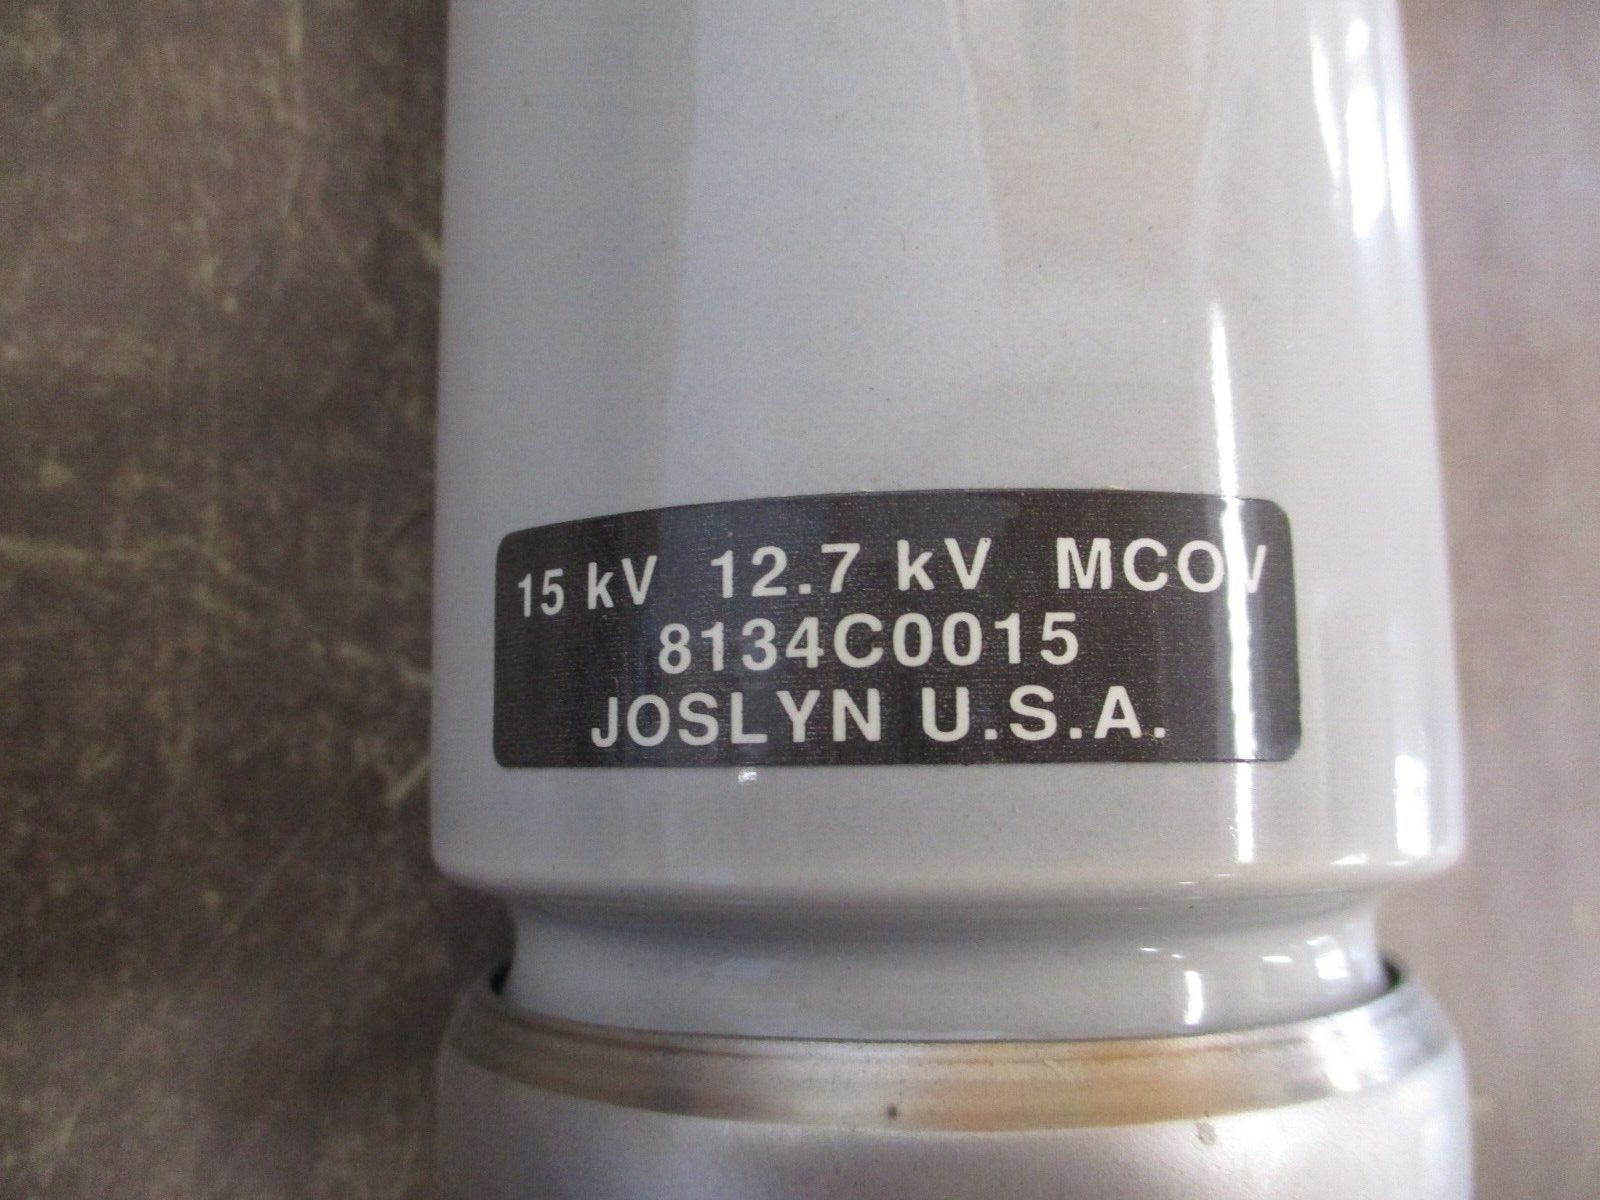 15 kV 12.7 kV MCOV
8134C0015
JOSLYN U.S.A.